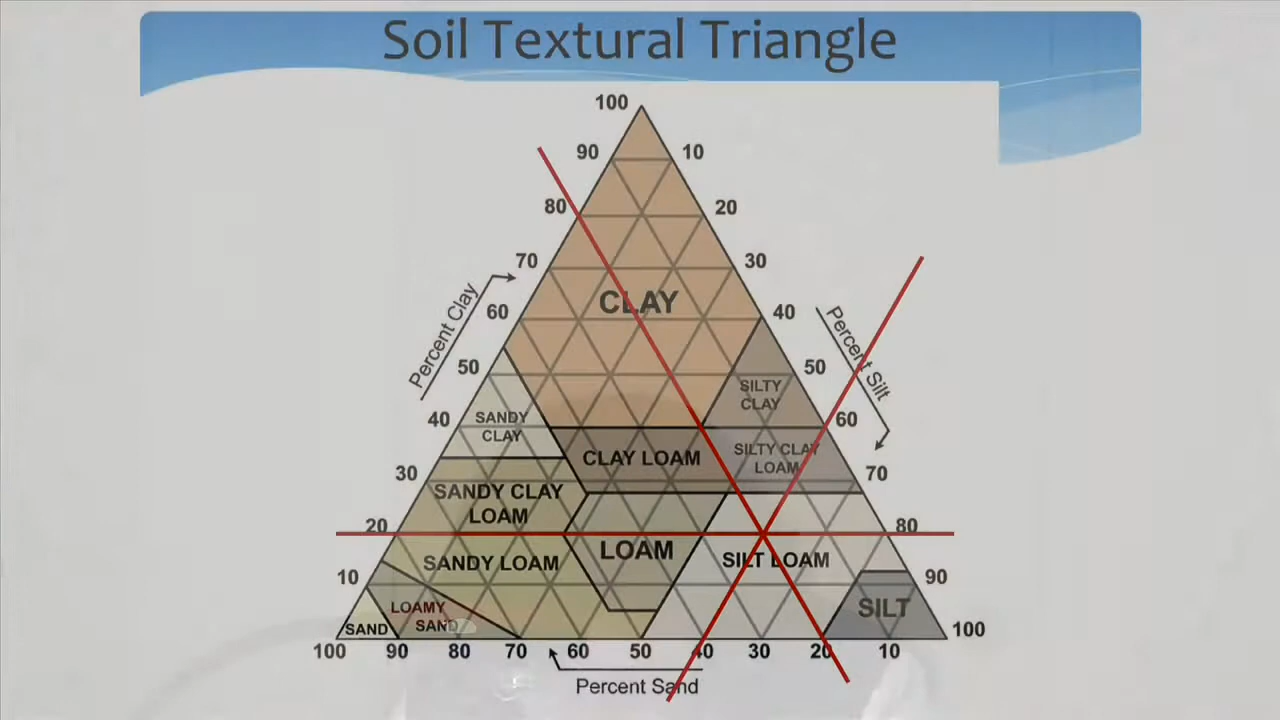 Soil Textural Triangle
100
90
10
80
20
70
30
60
CLAY
40
Percent Clay
Percent Silt
50
50
SILTY
CLAY
40
SANDY
CLAY
60
30
CLAY LOAM
SILTY CLAY
LOAM
70
SANDY CLAY
LOAM
20
80
LOAM
SANDY LOAM
SILT LOAM
10
90
LOAMY
SAND
SILT
SAND
100
100
90
80
70
60
50
40
30
20
10
Percent Sand